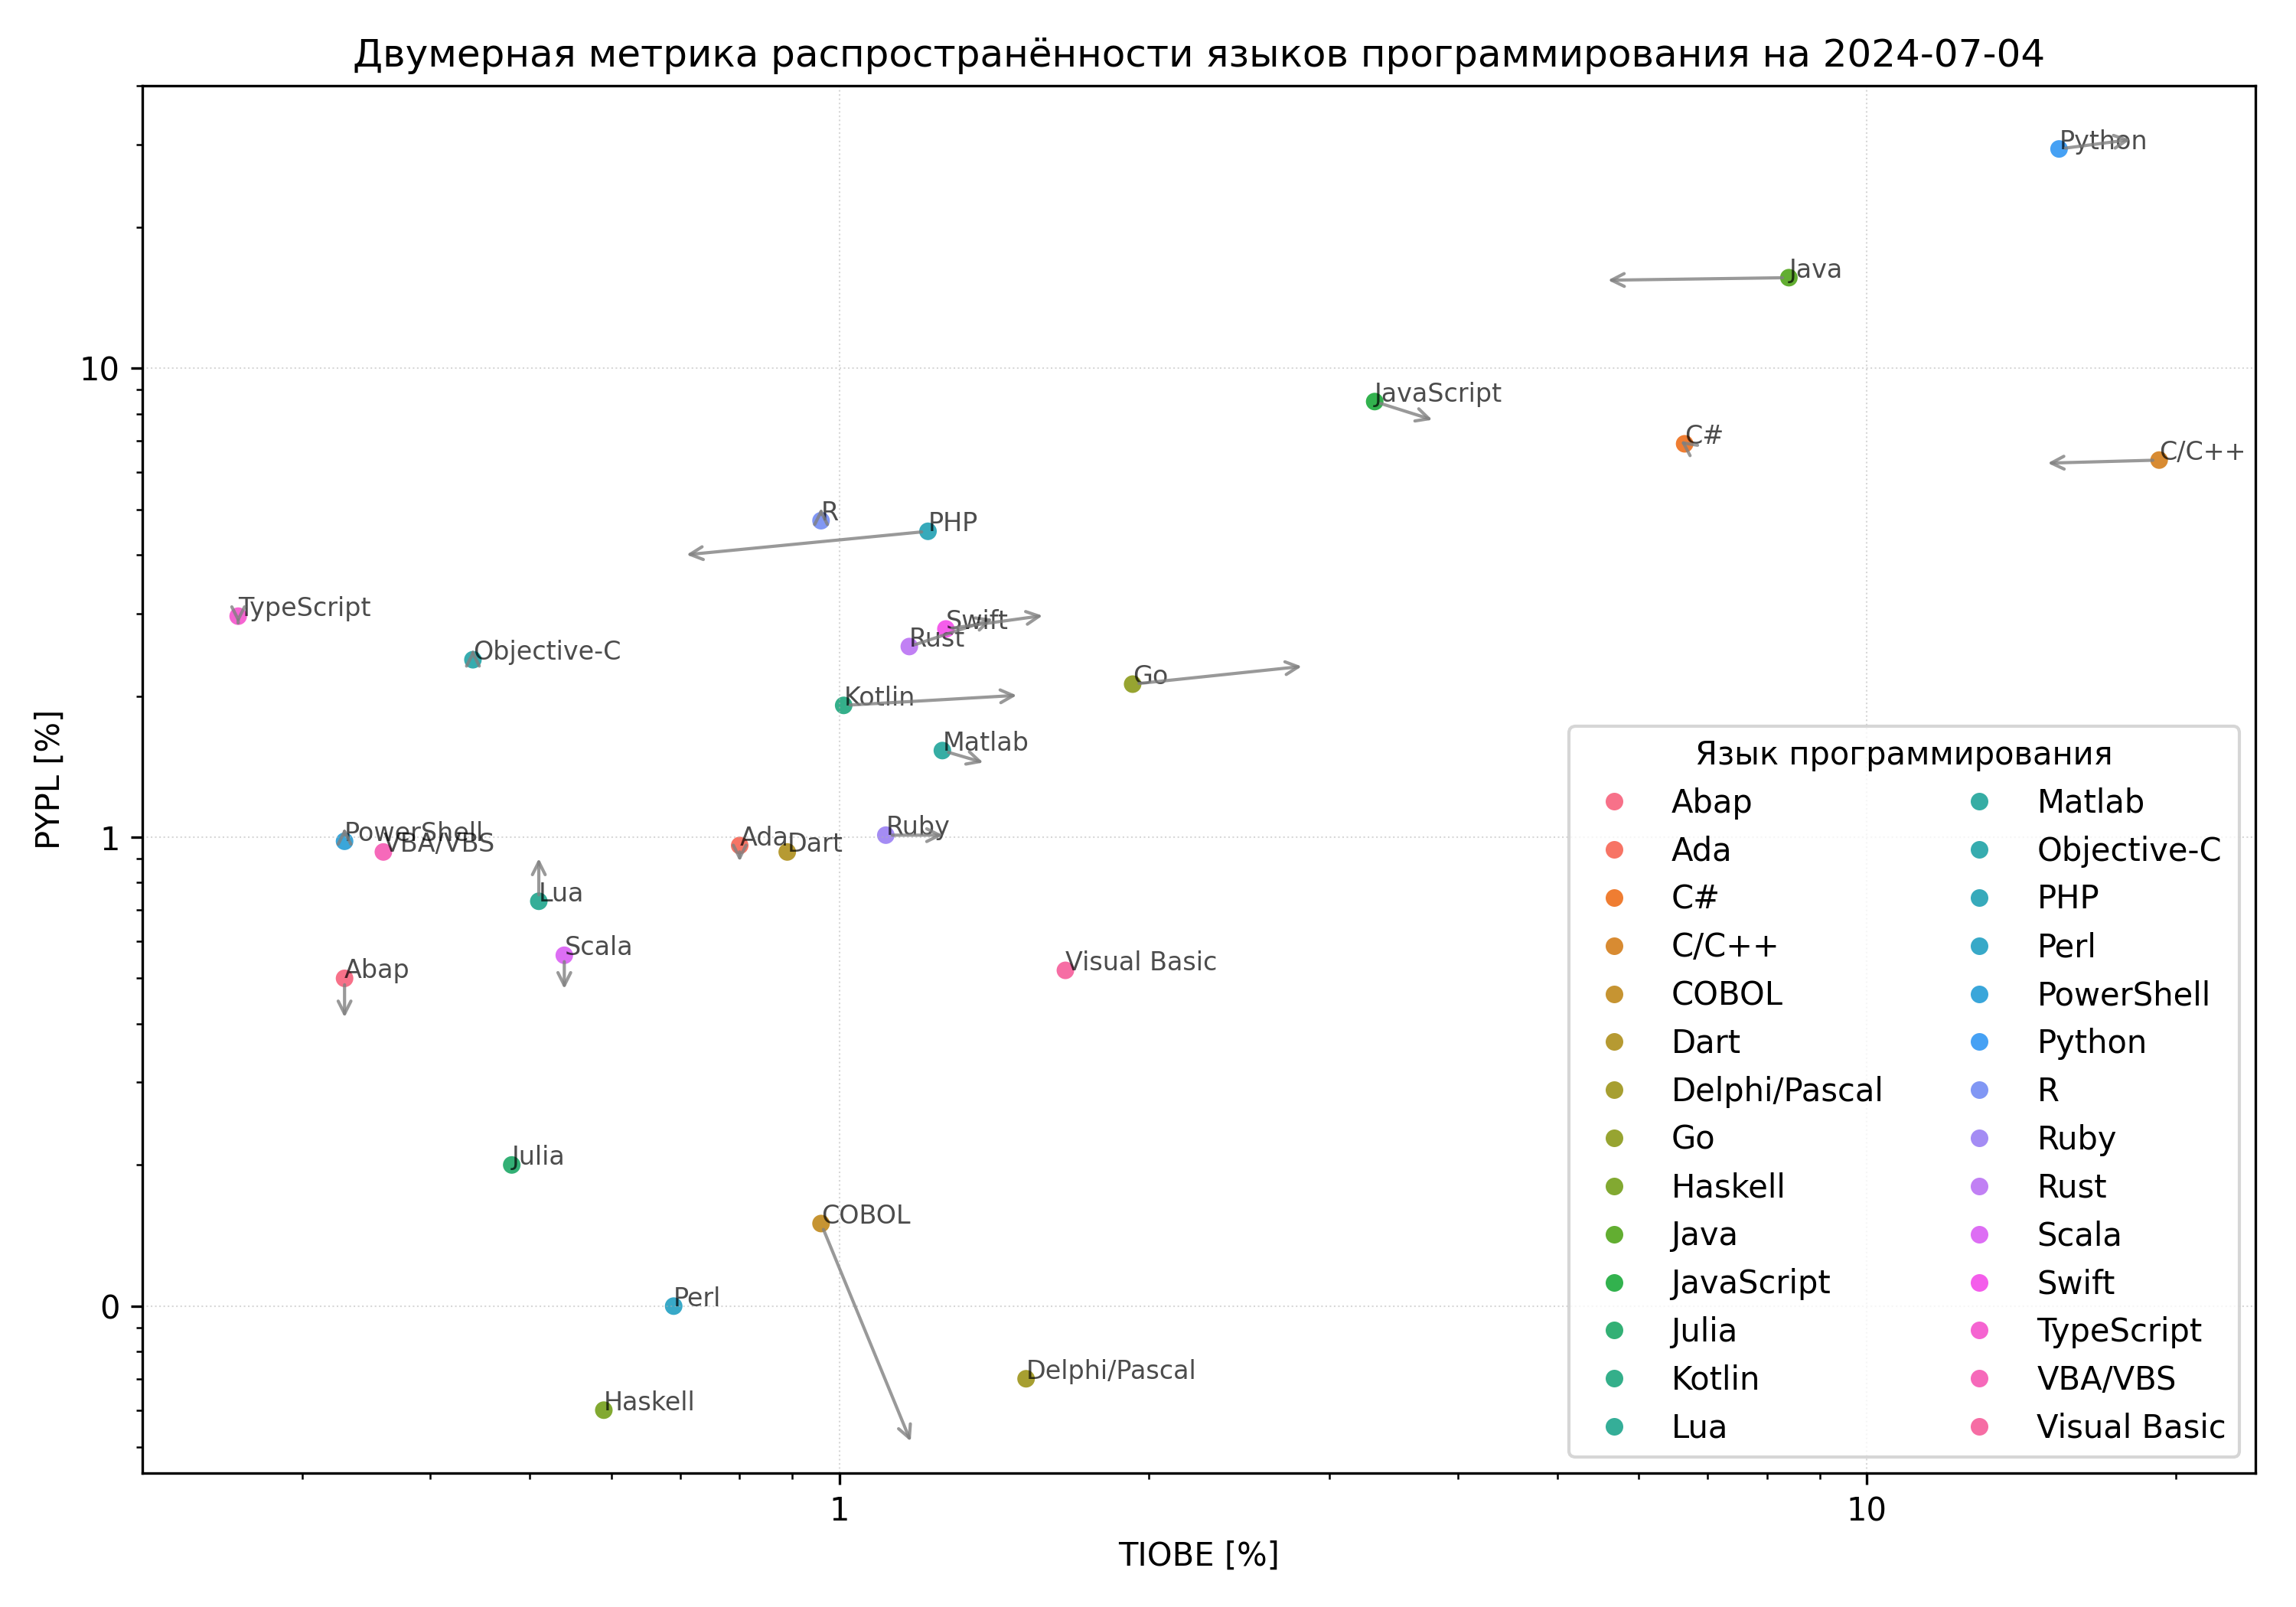 Двумерная метрика распространённости языков программирования на 2024-07-04
Python
Java
10
JavaScript
C#
C/C++
R
PHP
TypeScript
Swift
Rust
Objective-C
Go
Kotlin
Matlab
PYPL [%]
1
PowerShell
VBA/VBS
Ada
Dart
Ruby
Lua
Scala
Abap
Visual Basic
Julia
COBOL
0
Perl
Delphi/Pascal
Haskell
Язык программирования
Abap
Ada
C#
C/C++
COBOL
Dart
Delphi/Pascal
Go
Haskell
Java
JavaScript
Julia
Kotlin
Lua
Matlab
Objective-C
PHP
Perl
PowerShell
Python
R
Ruby
Rust
Scala
Swift
TypeScript
VBA/VBS
Visual Basic
1
10
TIOBE [%]